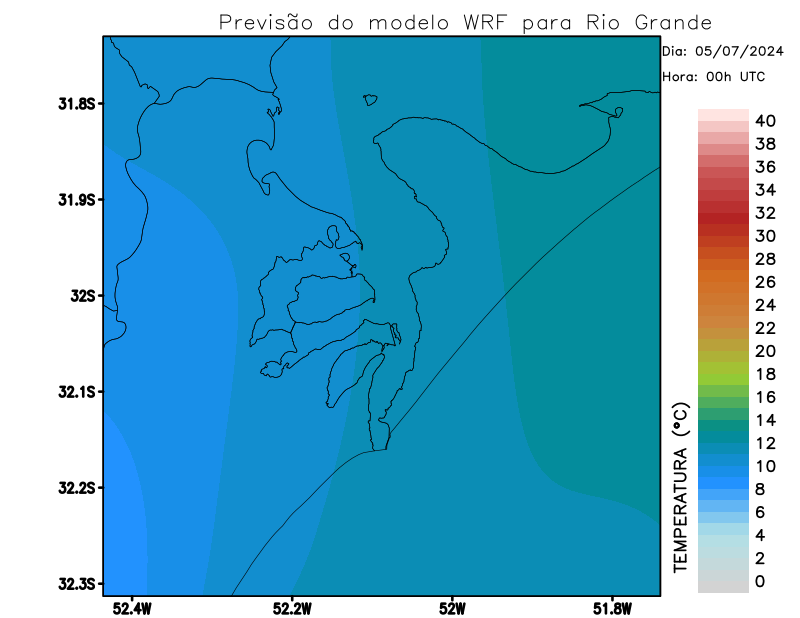 Previsão do modelo WRF para Rio Grande
Dia: 05/07/2024
Hora: 00h UTC
31.8S
31.9S
32S
32.1S
32.2S
32.3S
52.4W
52.2W
52W
51.8W
TEMPERATURA (°C)
40
38
36
34
32
30
28
26
24
22
20
18
16
14
12
10
8
6
4
2
0